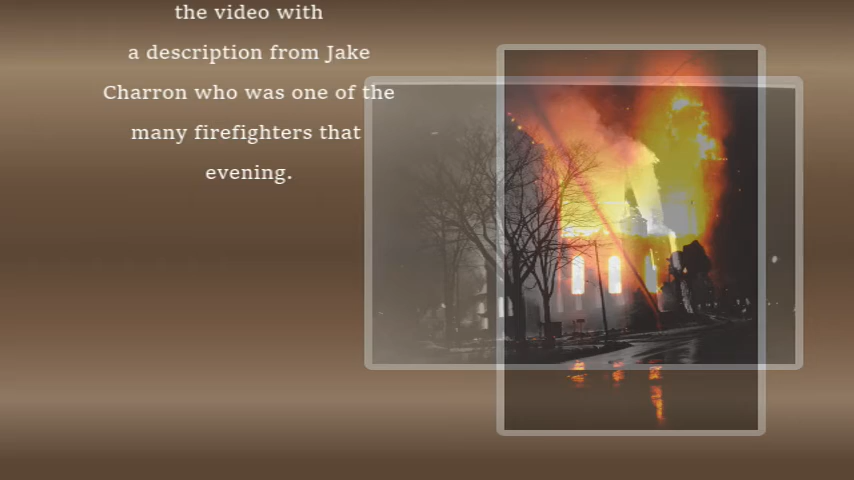 the video with
a description from Jake
Charron who was one of the
many firefighters that
evening.